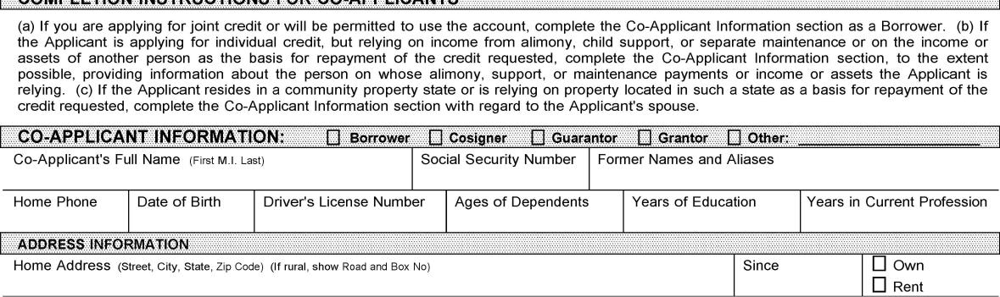 COMPLETION INSTRUCTIONS FOR CO-APPLICANTS
(a) If you are applying for joint credit or will be permitted to use the account, complete the Co-Applicant Information section as a Borrower. (b) If
the Applicant is applying for individual credit, but relying on income from alimony, child support, or separate maintenance or on the income or
assets of another person as the basis for repayment of the credit requested, complete the Co-Applicant Information section, to the extent
possible, providing information about the person on whose alimony, support, or maintenance payments or income or assets the Applicant is
relying. (c) If the Applicant resides in a community property state or is relying on property located in such a state as a basis for repayment of the
credit requested, complete the Co-Applicant Information section with regard to the Applicant's spouse.
CO-APPLICANT INFORMATION: Borrower Cosigner Guarantor Grantor Other:
Co-Applicant's Full Name (First M.I. Last) Social Security Number Former Names and Aliases
Home Phone Date of Birth Driver's License Number Ages of Dependents Years of Education Years in Current Profession
ADDRESS INFORMATION
Home Address (Street, City, State, Zip Code) (If rural, show Road and Box No) Since Own
Rent